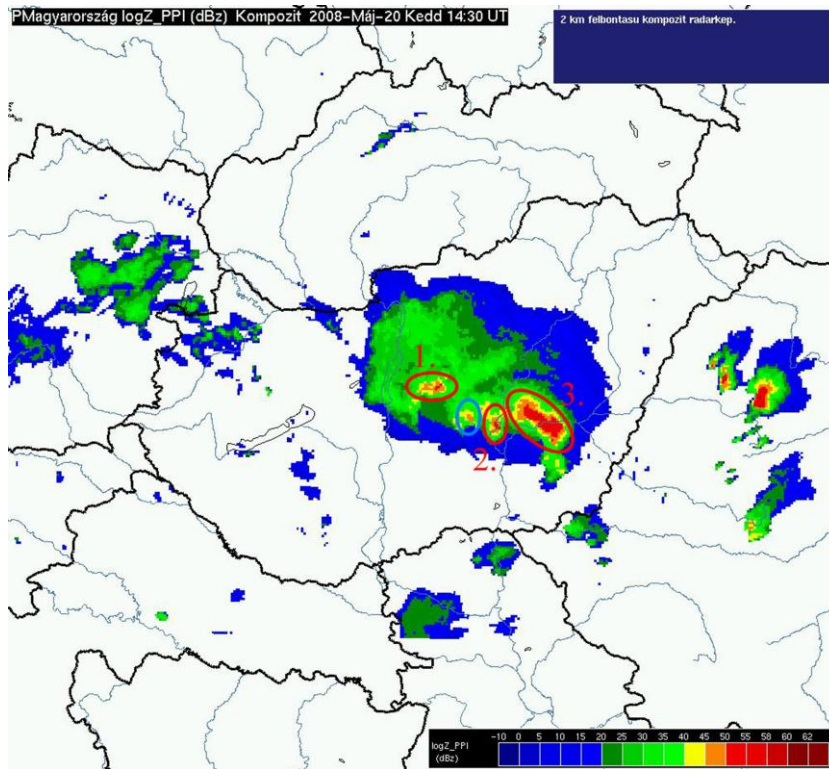 PMagyarország logZ_PPI (dBz) Kompozit 2008-Máj-20 Kedd 14:30 UT
2 km felbontasu kompozit radarkep.
1.
3.
2.
-10 0 5 10 15 20 25 30 35 40 45 50 55 58 60 62
logZ_PPI
(dBz)